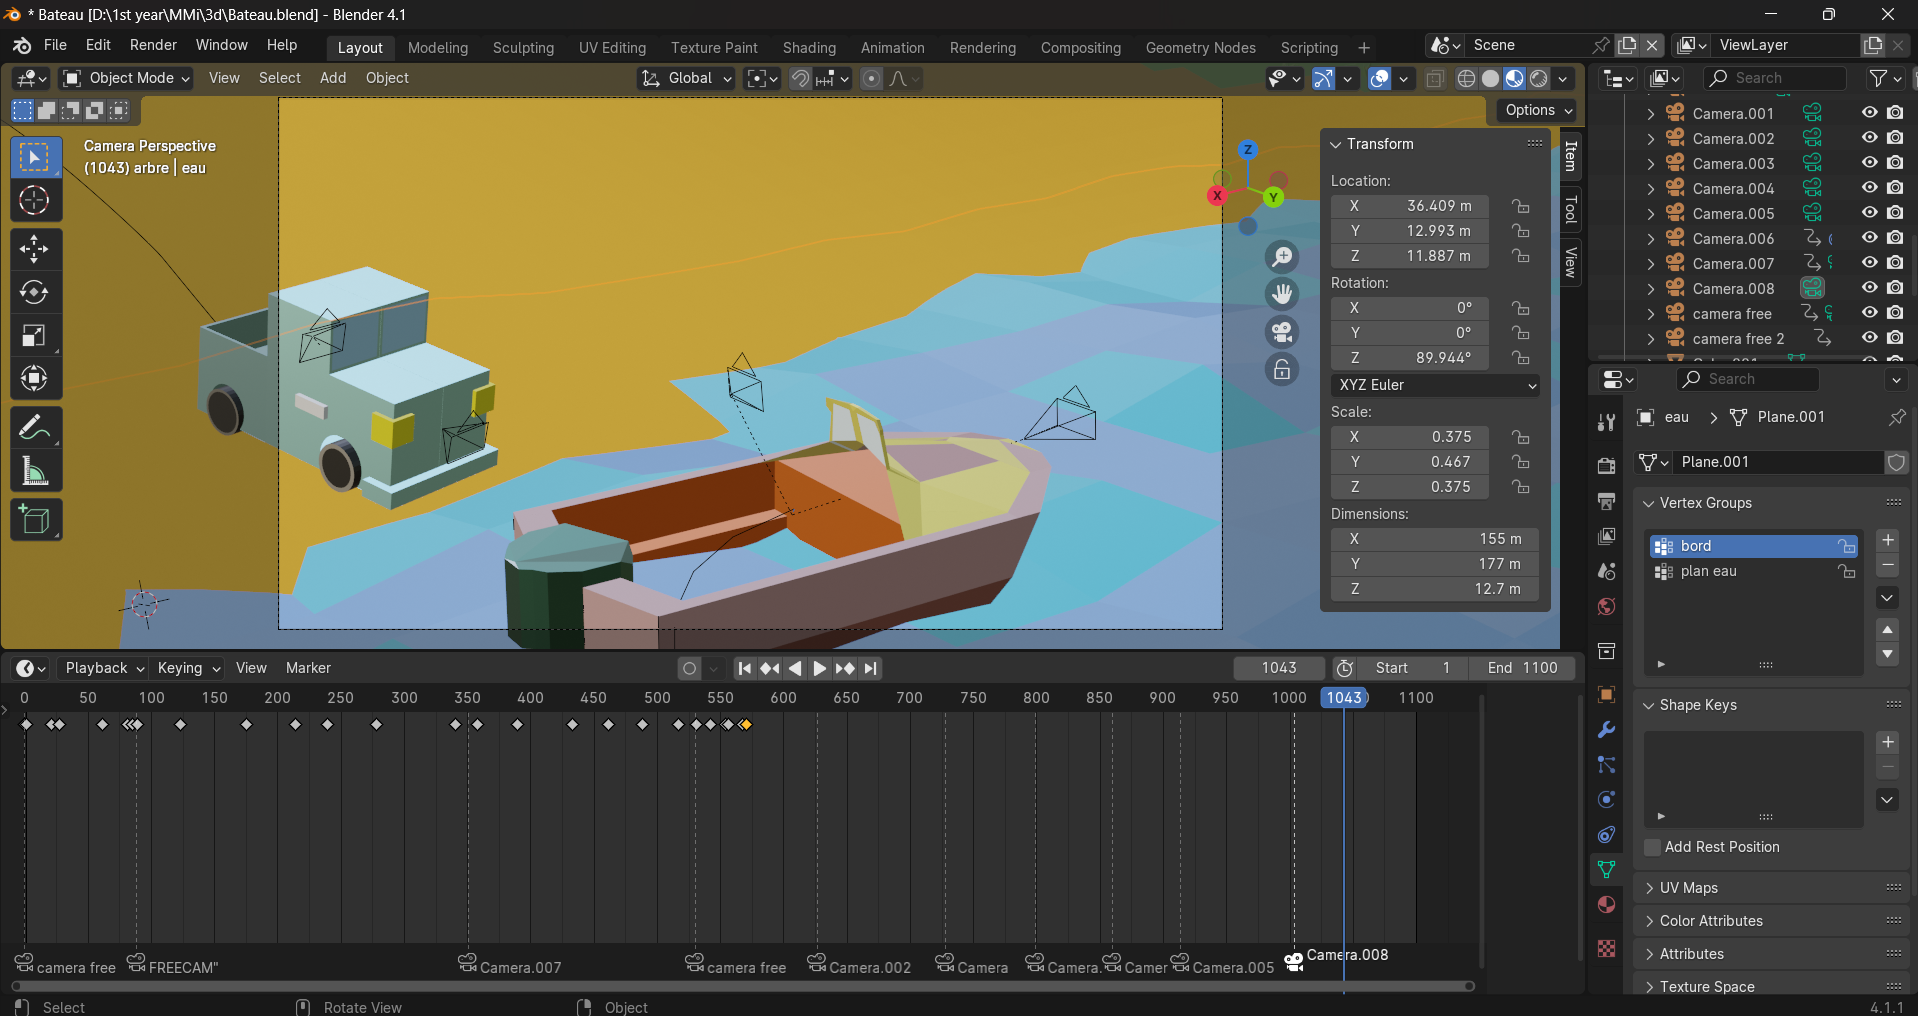 * Bateau [D:\1st year\MMi\3d\Bateau.blend] - Blender 4.1
File Edit Render Window Help
Layout Modeling Sculpting UV Editing Texture Paint Shading Animation Rendering Compositing Geometry Nodes Scripting +
Scene
ViewLayer
Object Mode View Select Add Object
Global
Search
Options
Camera Perspective
(1043) arbre | eau
Z
X
Y
Transform
Location:
X 36.409 m
Y 12.993 m
Z 11.887 m
Rotation:
X 0°
Y 0°
Z 89.944°
XYZ Euler
Scale:
X 0.375
Y 0.467
Z 0.375
Dimensions:
X 155 m
Y 177 m
Z 12.7 m
Item
Tool
View
Camera.001
Camera.002
Camera.003
Camera.004
Camera.005
Camera.006
Camera.007
Camera.008
camera free
camera free 2
Search
eau > Plane.001
Plane.001
Vertex Groups
bord
plan eau
Shape Keys
Add Rest Position
UV Maps
Color Attributes
Attributes
Texture Space
Playback Keying View Marker
1043 Start 1 End 1100
0 50 100 150 200 250 300 350 400 450 500 550 600 650 700 750 800 850 900 950 1000 1043 1100
camera free FREECAM" Camera.007 camera free Camera.002 Camera Camera. Camer Camera.005 Camera.008
Select Rotate View Object 4.1.1